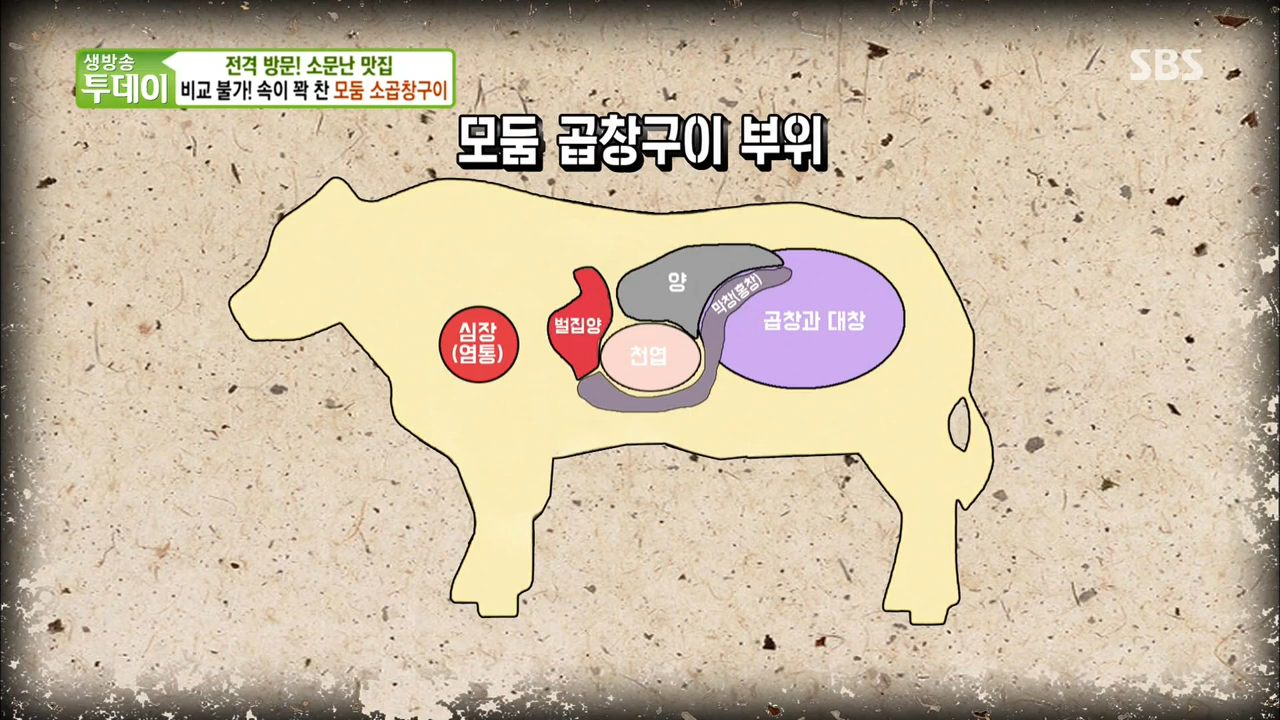 생방송
투데이
전격 방문! 소문난 맛집
비교 불가! 속이 꽉 찬 모둠 소곱창구이
SBS
모둠 곱창구이 부위
양
막창(홍창)
곱창과 대창
심장
(염통)
벌집양
천엽